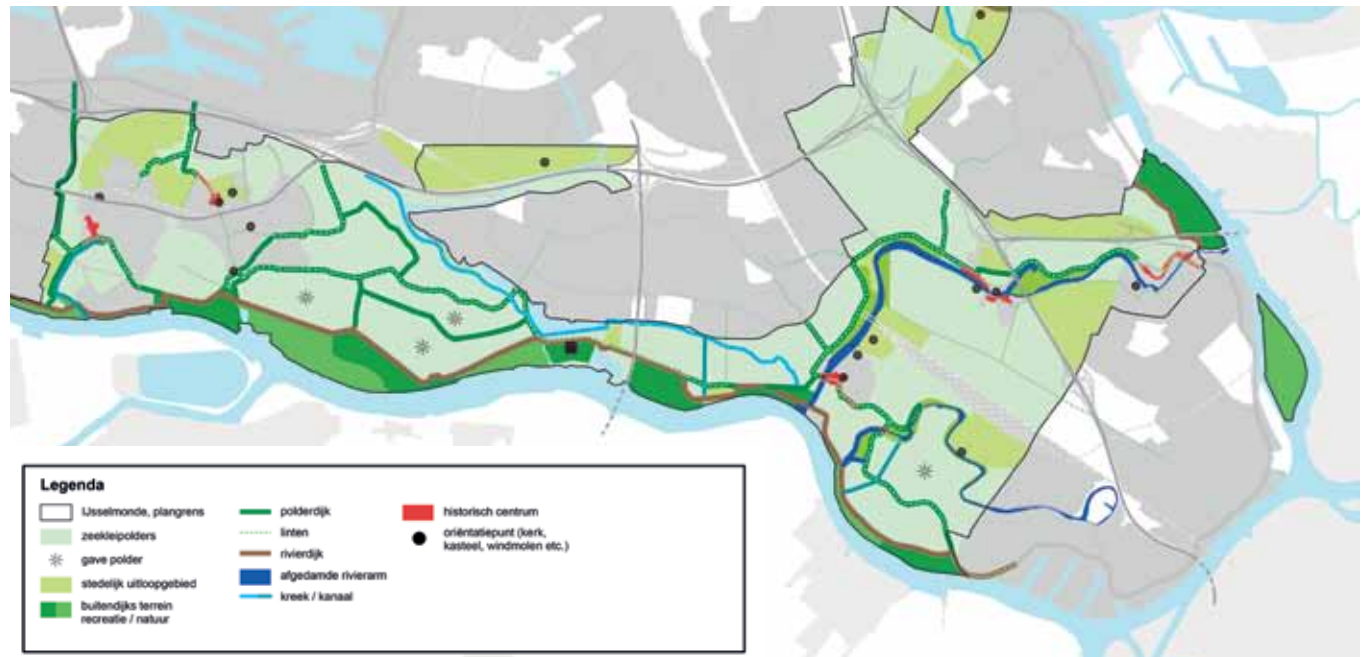 Legenda
IJsselmonde, plangrens
zeekleipolders
gave polder
stedelijk uitloopgebied
buitendijks terrein
recreatie / natuur
polderdijk
linten
rivierdijk
afgedamde rivierarm
kreek / kanaal
historisch centrum
oriëntatiepunt (kerk,
kasteel, windmolen etc.)